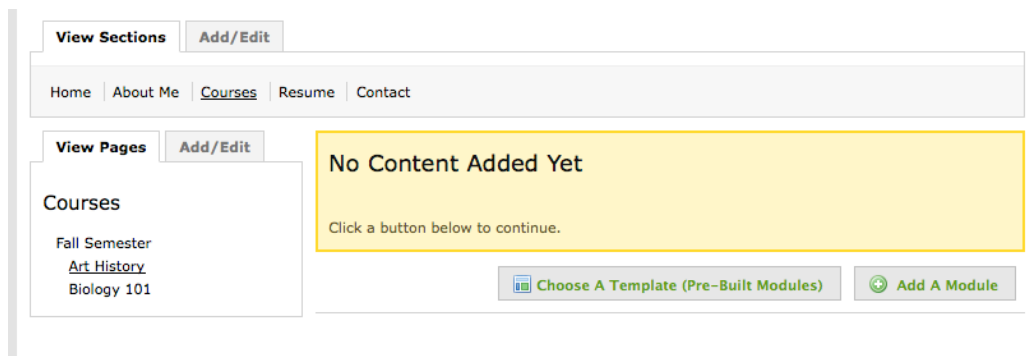 View Sections Add/Edit
Home About Me Courses Resume Contact
View Pages Add/Edit
Courses
Fall Semester
Art History
Biology 101
No Content Added Yet
Click a button below to continue.
Choose A Template (Pre-Built Modules) Add A Module